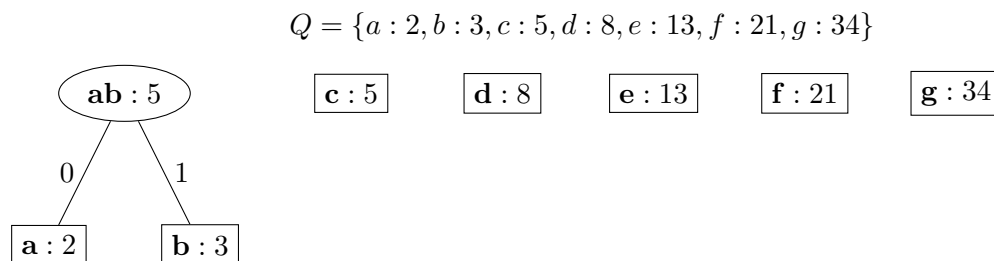 Q = {a : 2, b : 3, c : 5, d : 8, e : 13, f : 21, g : 34}
ab : 5 c : 5 d : 8 e : 13 f : 21 g : 34
0 1
a : 2 b : 3